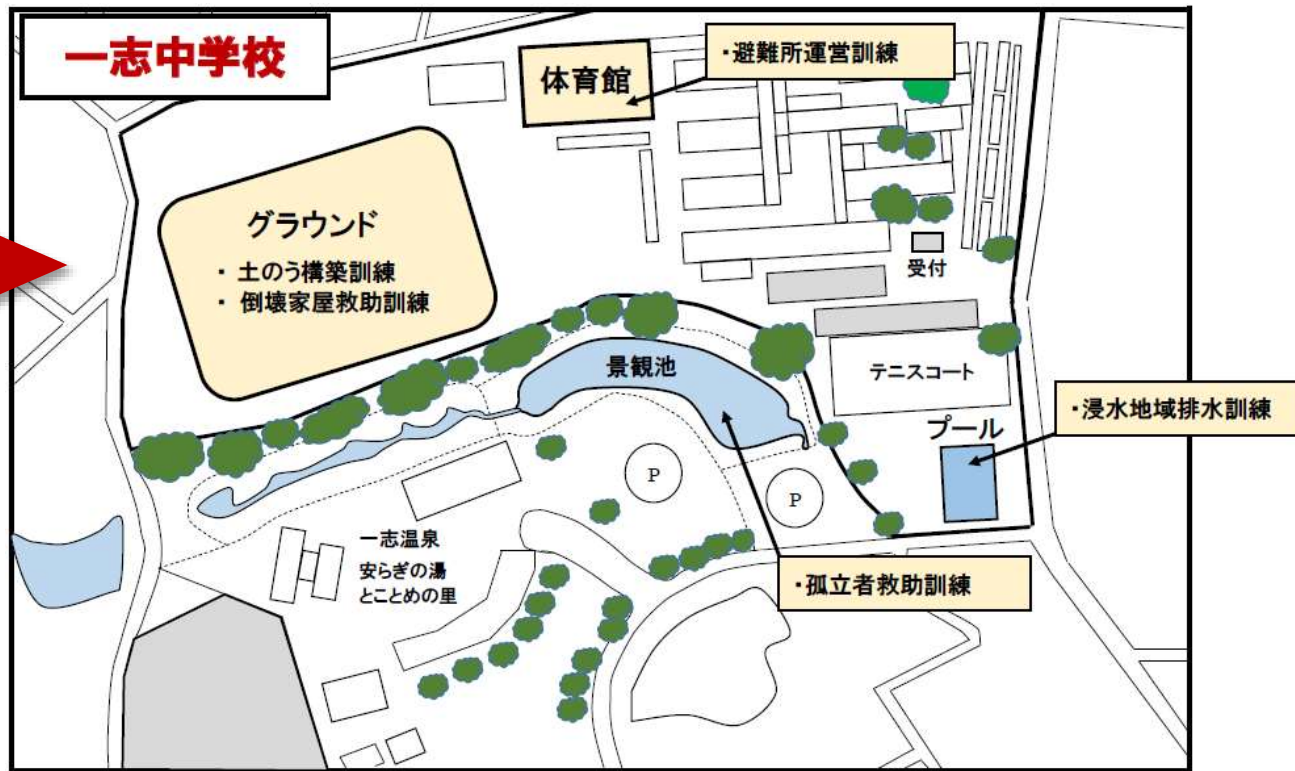 一志中学校
体育館
・避難所運営訓練
グラウンド
・ 土のう構築訓練
・ 倒壊家屋救助訓練
受付
景観池
テニスコート
・浸水地域排水訓練
プール
P
P
一志温泉
安らぎの湯
とことめの里
・孤立者救助訓練